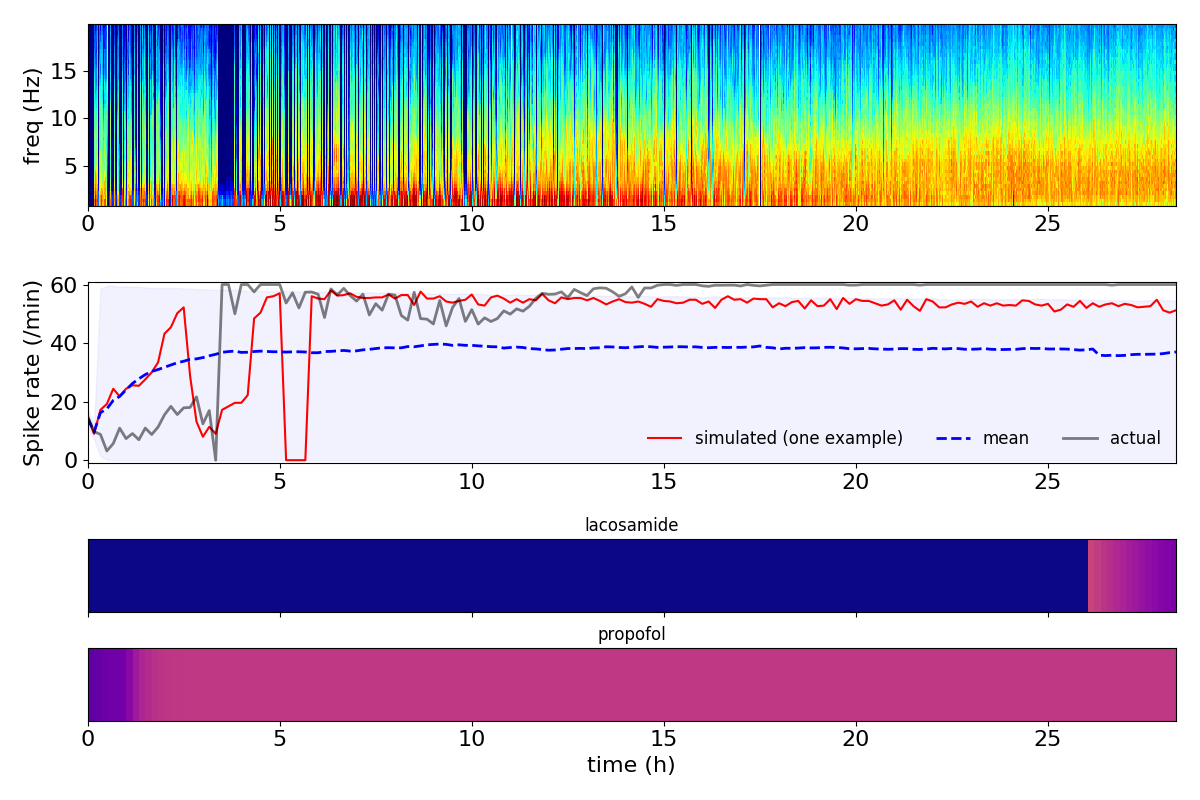 freq (Hz)
15
10
5
0 5 10 15 20 25
Spike rate (/min)
60
40
20
0
simulated (one example) mean actual
0 5 10 15 20 25
lacosamide
propofol
0 5 10 15 20 25
time (h)